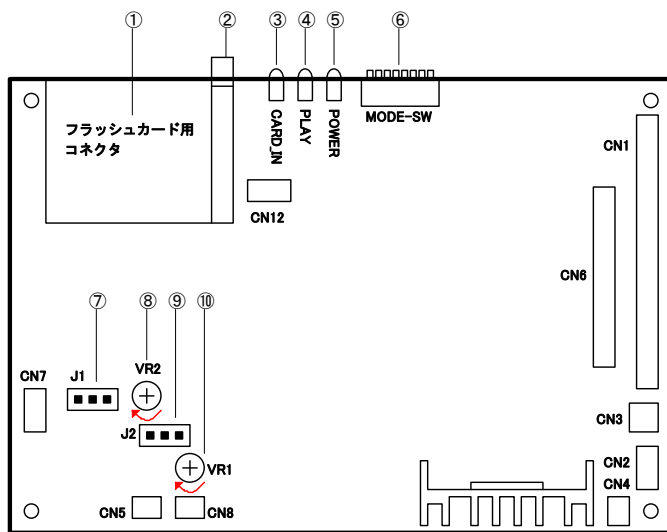 ① ② ③ ④ ⑤ ⑥
フラッシュカード用
コネクタ
CARD_IN
PLAY
POWER
MODE-SW
CN1
CN12
CN6
⑦ ⑧ ⑨ ⑩
CN7
J1
VR2
J2
VR1
CN3
CN2
CN4
CN5
CN8